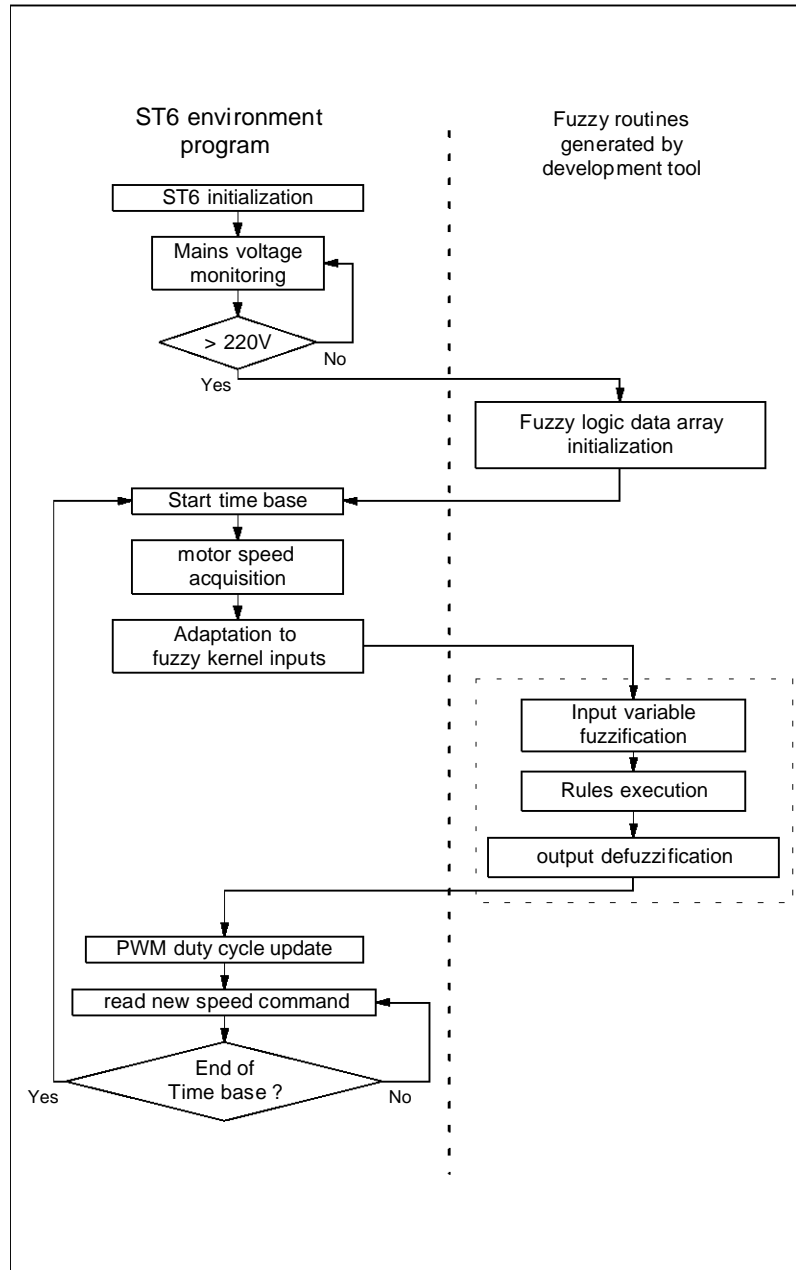 ST6 environment
program
Fuzzy routines
generated by
development tool
ST6 initialization
Mains voltage
monitoring
> 220V
No
Yes
Fuzzy logic data array
initialization
Start time base
motor speed
acquisition
Adaptation to
fuzzy kernel inputs
Input variable
fuzzification
Rules execution
output defuzzification
PWM duty cycle update
read new speed command
End of
Time base ?
Yes
No